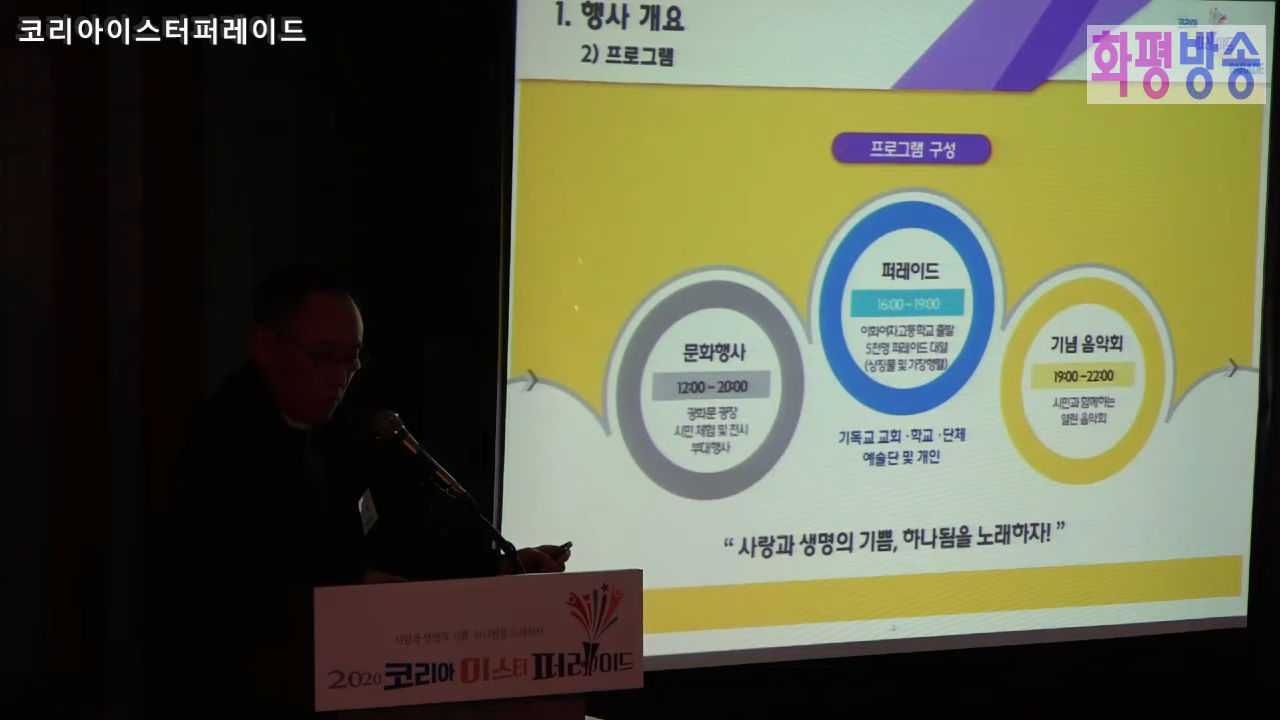 코리아이스터퍼레이드
1. 행사 개요
2) 프로그램
코리아
화평방송
프로그램 구성
퍼레이드
16:00 ~ 19:00
이화여자고등학교 출발
5천명 퍼레이드 대열
(상징물 및 가장행렬)
기독교 교회 · 학교 · 단체
예술단 및 개인
문화행사
12:00 ~ 20:00
광화문 광장
시민 체험 및 전시
부대행사
기념 음악회
19:00 ~22:00
시민과 함께하는
열린 음악회
“ 사랑과 생명의 기쁨, 하나됨을 노래하자! ”
사랑과 생명의 기쁨 하나됨을 노래하자
2020 코리아 이스터 퍼레이드